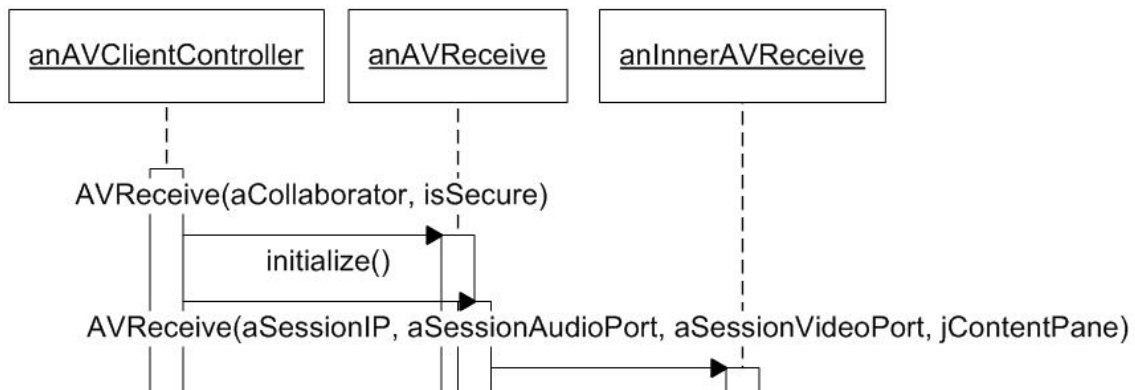 anAVClientController anAVReceive anInnerAVReceive
AVReceive(aCollaborator, isSecure)
initialize()
AVReceive(aSessionIP, aSessionAudioPort, aSessionVideoPort, jContentPane)